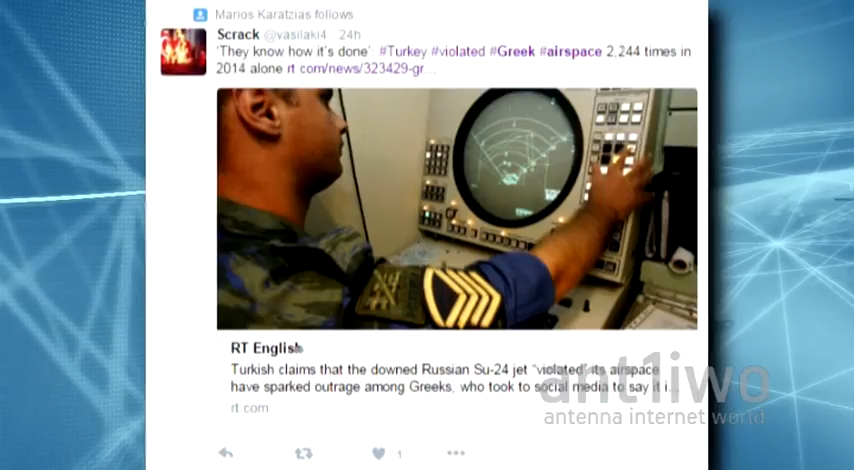 Marios Karatzias follows
Scrack @vasilaki4 24h
'They know how it's done'. #Turkey #violated #Greek #airspace 2,244 times in
2014 alone rt com/news/323429-gr...
RT English
Turkish claims that the downed Russian Su-24 jet "violated" its airspace
have sparked outrage among Greeks, who took to social media to say it i...
rt com
ant1iwo
antenna internet world
1